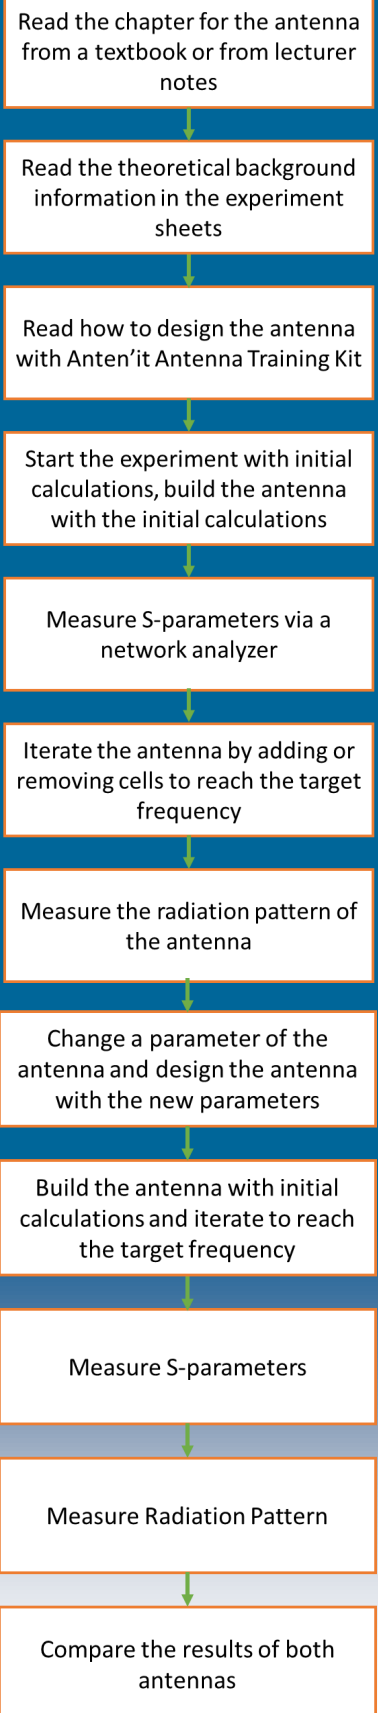 Read the chapter for the antenna
from a textbook or from lecturer
notes
Read the theoretical background
information in the experiment
sheets
Read how to design the antenna
with Anten’it Antenna Training Kit
Start the experiment with initial
calculations, build the antenna
with the initial calculations
Measure S-parameters via a
network analyzer
Iterate the antenna by adding or
removing cells to reach the target
frequency
Measure the radiation pattern of
the antenna
Change a parameter of the
antenna and design the antenna
with the new parameters
Build the antenna with initial
calculations and iterate to reach
the target frequency
Measure S-parameters
Measure Radiation Pattern
Compare the results of both
antennas